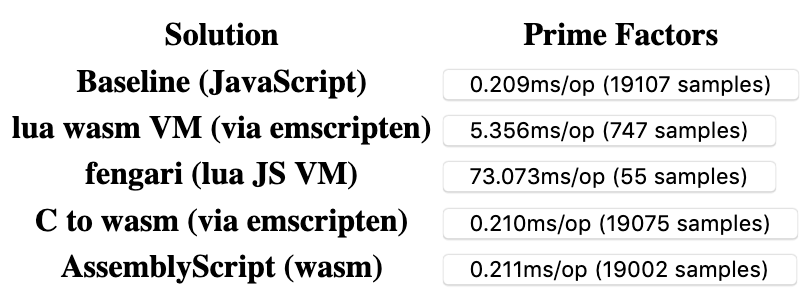 Solution Prime Factors
Baseline (JavaScript) 0.209ms/op (19107 samples)
lua wasm VM (via emscripten) 5.356ms/op (747 samples)
fengari (lua JS VM) 73.073ms/op (55 samples)
C to wasm (via emscripten) 0.210ms/op (19075 samples)
AssemblyScript (wasm) 0.211ms/op (19002 samples)